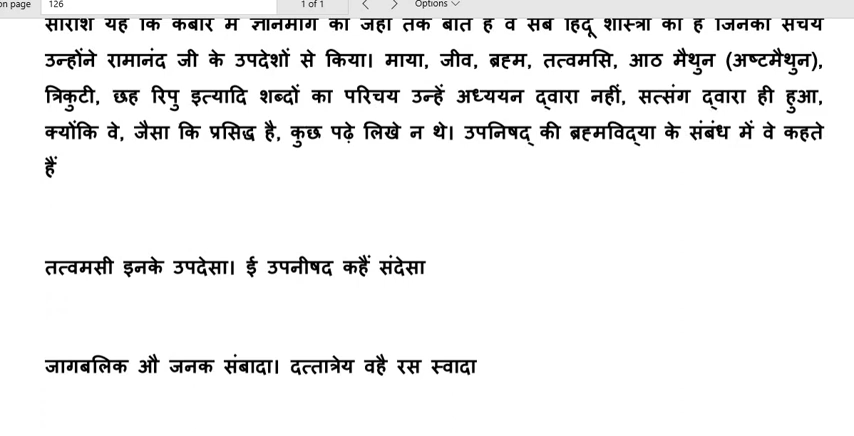 on page 126 1 of 1 Options
सारांश यह कि कबीर में ज्ञानमार्ग की जहाँ तक बातें हैं वे सब हिंदू शास्त्रों की हैं जिनका संचय
उन्होंने रामानंद जी के उपदेशों से किया। माया, जीव, ब्रह्म, तत्वमसि, आठ मैथुन (अष्टमैथुन),
त्रिकुटी, छह रिपु इत्यादि शब्दों का परिचय उन्हें अध्ययन द्वारा नहीं, सत्संग द्वारा ही हुआ,
क्योंकि वे, जैसा कि प्रसिद्ध है, कुछ पढ़े लिखे न थे। उपनिषद् की ब्रह्मविद्या के संबंध में वे कहते
हैं
तत्वमसी इनके उपदेसा। ई उपनीषद कहैं संदेसा
जागबलिक औ जनक संबादा। दत्तात्रेय वहै रस स्वादा